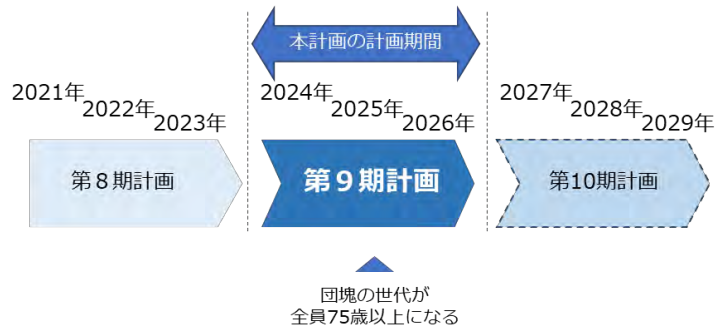 本計画の計画期間
2021年
2022年
2023年
2024年
2025年
2026年
2027年
2028年
2029年
第８期計画
第９期計画
第10期計画
団塊の世代が
全員75歳以上になる